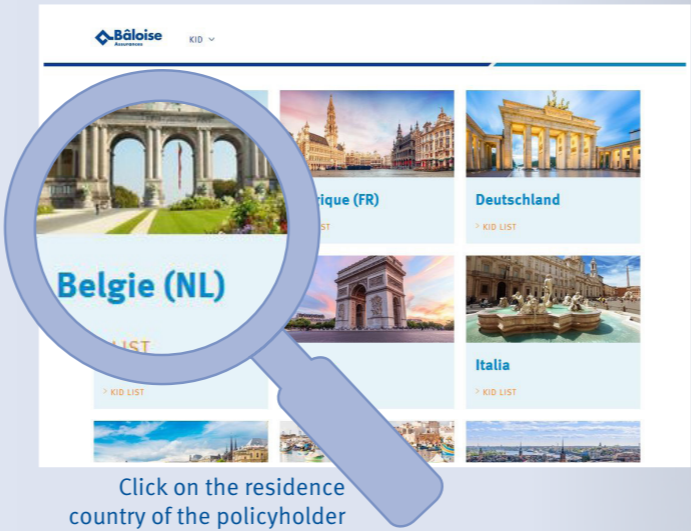 Bâloise
Assurances
KID
rique (FR)
Deutschland
ST
> KID LIST
Belgie (NL)
LIST
Italia
> KID LIST
> KID LIST
Click on the residence
country of the policyholder